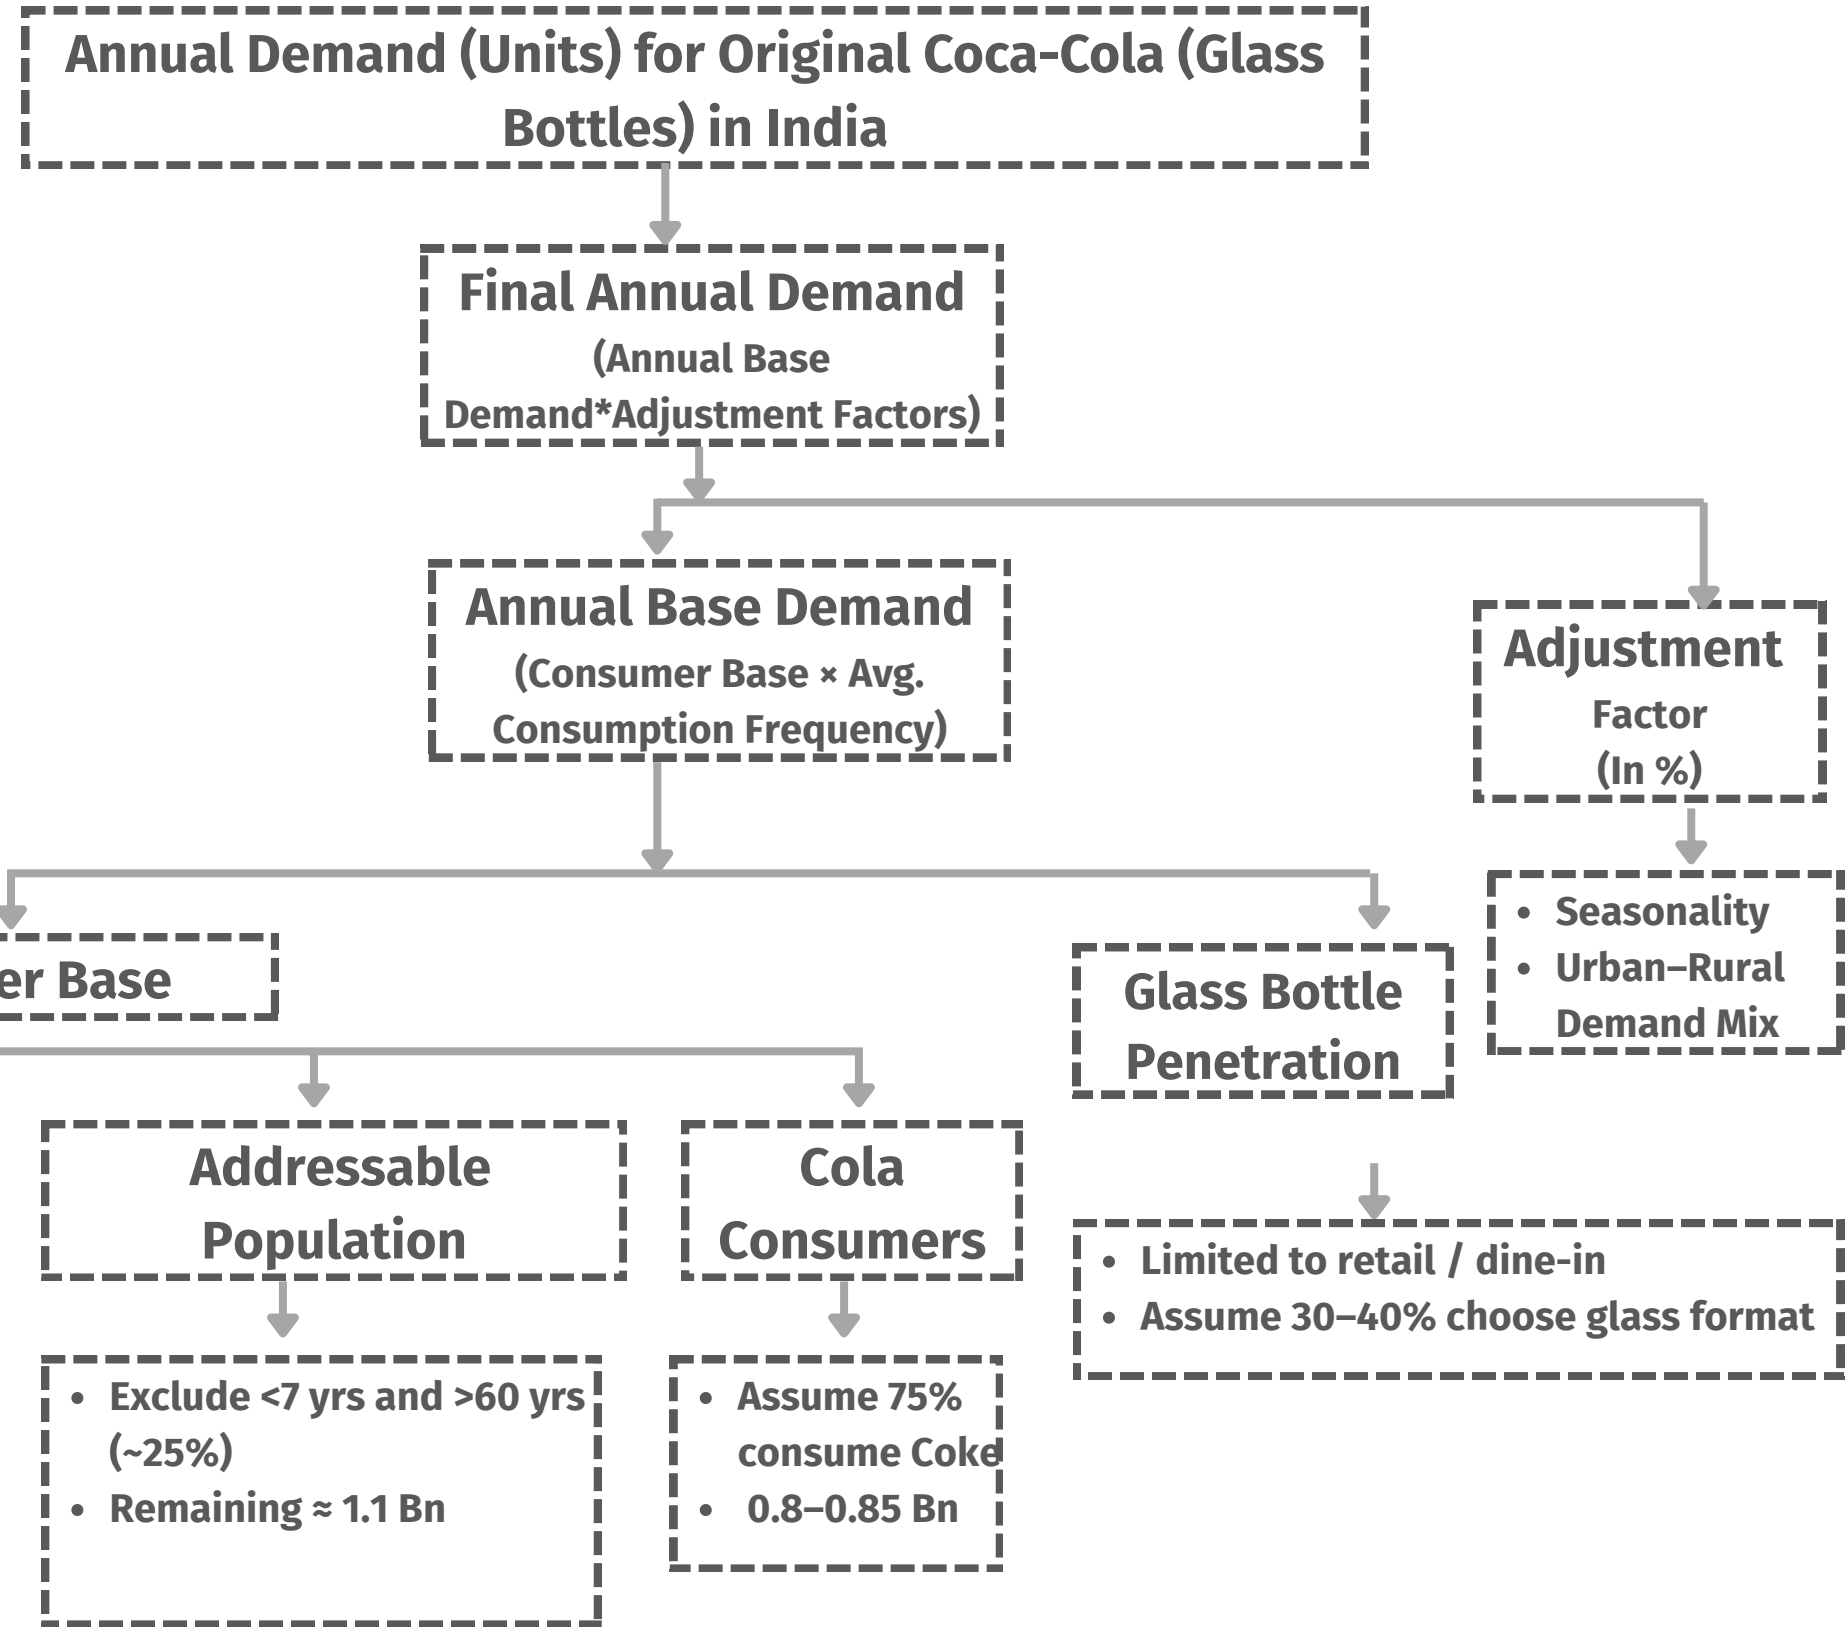 Annual Demand (Units) for Original Coca-Cola (Glass
Bottles) in India
Final Annual Demand
(Annual Base
Demand*Adjustment Factors)
Annual Base Demand
(Consumer Base × Avg.
Consumption Frequency)
Adjustment
Factor
(In %)
• Seasonality
• Urban–Rural
Demand Mix
er Base
Glass Bottle
Penetration
Addressable
Population
Cola
Consumers
• Limited to retail / dine-in
• Assume 30–40% choose glass format
• Exclude <7 yrs and >60 yrs
(~25%)
• Remaining ≈ 1.1 Bn
• Assume 75%
consume Coke
• 0.8–0.85 Bn